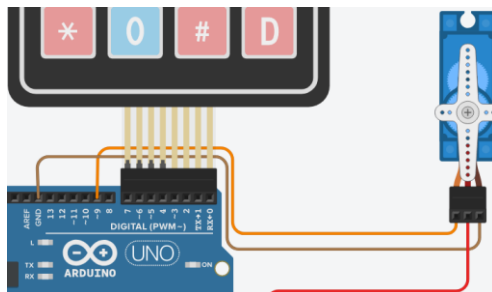 * 0 # D
AREF
GND
13
12
~11
~10
~9
8
7
~6
~5
4
~3
2
TX→1
RX←0
DIGITAL (PWM~)
L
TX
RX
UNO
ON
ARDUINO